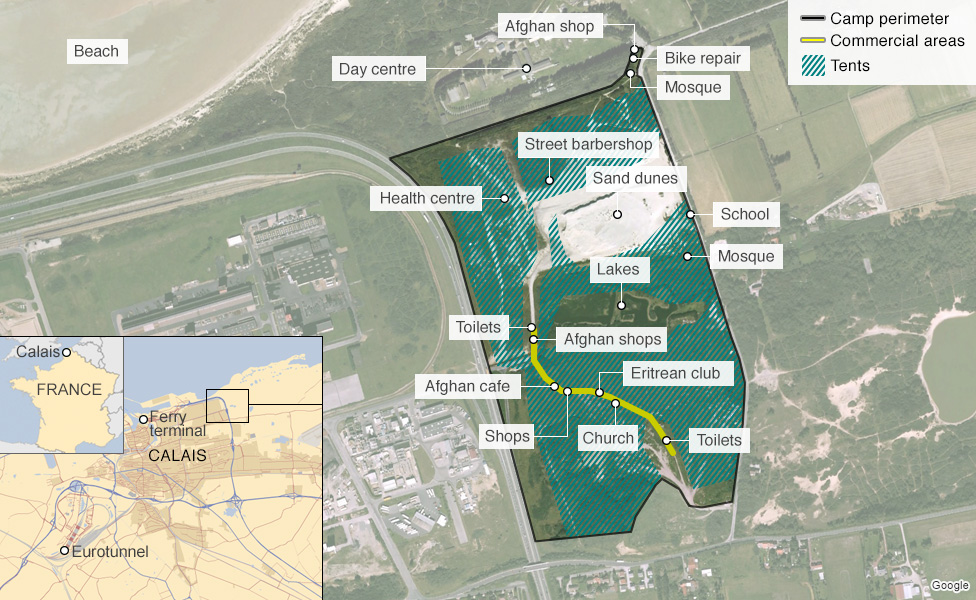 Afghan shop
Camp perimeter
Commercial areas
Tents
Beach
Bike repair
Day centre
Mosque
Street barbershop
Sand dunes
Health centre
School
Mosque
Lakes
Toilets
Afghan shops
Calais
Eritrean club
Afghan cafe
FRANCE
Ferry
terminal
Shops
Church
Toilets
CALAIS
Eurotunnel
Google